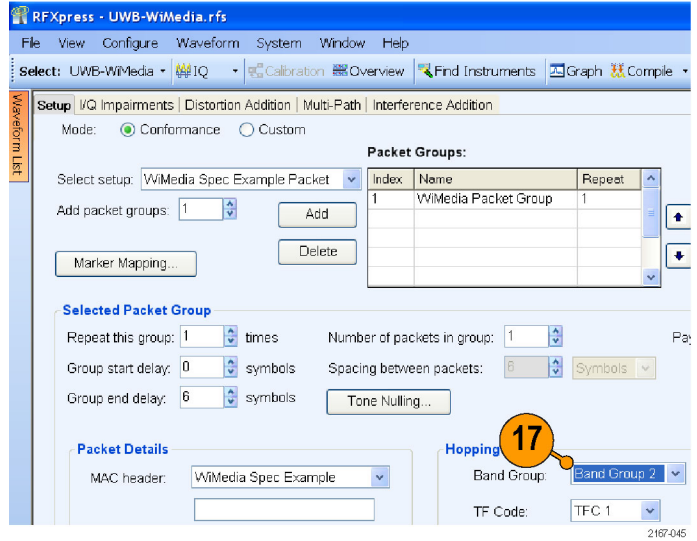 RFXpress - UWB-WiMedia.rfs
File View Configure Waveform System Window Help
Select: UWB-WiMedia IQ Calibration Overview Find Instruments Graph Compile
Waveform List
Setup I/Q Impairments Distortion Addition Multi-Path Interference Addition
Mode: Conformance Custom
Packet Groups:
Select setup: WiMedia Spec Example Packet
Index Name Repeat
1 WiMedia Packet Group 1
Add packet groups: 1 Add
Delete
Marker Mapping...
Selected Packet Group
Repeat this group: 1 times Number of packets in group: 1 Pa
Group start delay: 0 symbols Spacing between packets: 6 Symbols
Group end delay: 6 symbols Tone Nulling...
Packet Details
Hopping
17
MAC header: WiMedia Spec Example
Band Group: Band Group 2
TF Code: TFC 1
2167-045